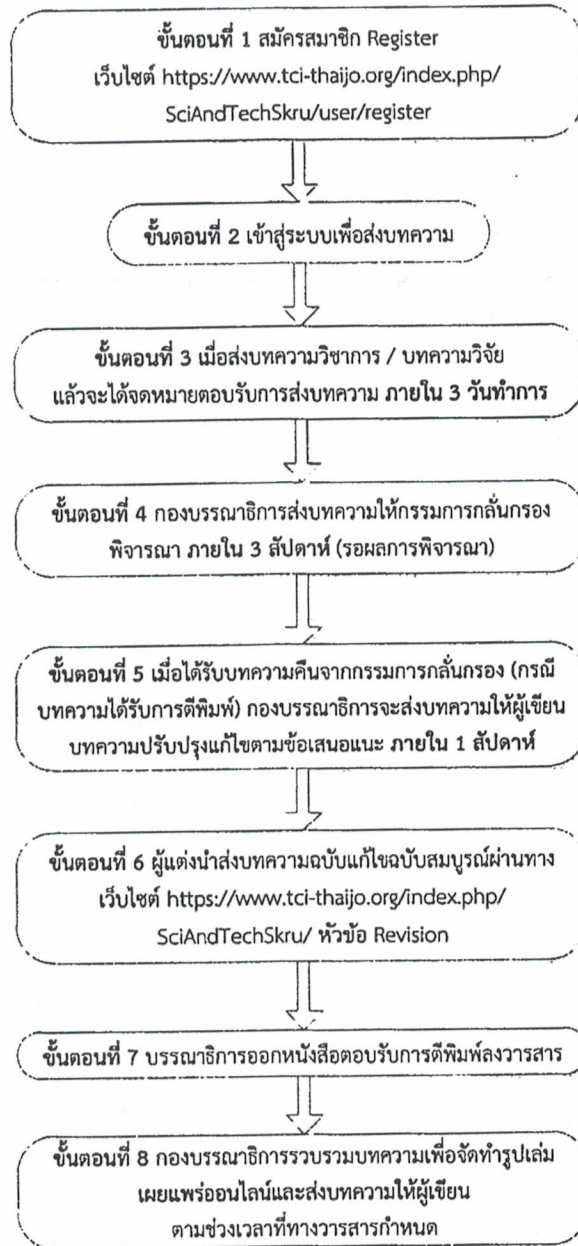 ขั้นตอนที่ 1 สมัครสมาชิก Register
เว็บไซต์ https://www.tci-thaijo.org/index.php/
SciAndTechSkru/user/register
ขั้นตอนที่ 2 เข้าสู่ระบบเพื่อส่งบทความ
ขั้นตอนที่ 3 เมื่อส่งบทความวิชาการ / บทความวิจัย
แล้วจะได้จดหมายตอบรับการส่งบทความ ภายใน 3 วันทำการ
ขั้นตอนที่ 4 กองบรรณาธิการส่งบทความให้กรรมการกลั่นกรอง
พิจารณา ภายใน 3 สัปดาห์ (รอผลการพิจารณา)
ขั้นตอนที่ 5 เมื่อได้รับบทความคืนจากกรรมการกลั่นกรอง (กรณี
บทความได้รับการตีพิมพ์) กองบรรณาธิการจะส่งบทความให้ผู้เขียน
บทความปรับปรุงแก้ไขตามข้อเสนอแนะ ภายใน 1 สัปดาห์
ขั้นตอนที่ 6 ผู้แต่งนำส่งบทความฉบับแก้ไขฉบับสมบูรณ์ผ่านทาง
เว็บไซต์ https://www.tci-thaijo.org/index.php/
SciAndTechSkru/ หัวข้อ Revision
ขั้นตอนที่ 7 บรรณาธิการออกหนังสือตอบรับการตีพิมพ์ลงวารสาร
ขั้นตอนที่ 8 กองบรรณาธิการรวบรวมบทความเพื่อจัดทำรูปเล่ม
เผยแพร่ออนไลน์และส่งบทความให้ผู้เขียน
ตามช่วงเวลาที่ทางวารสารกำหนด